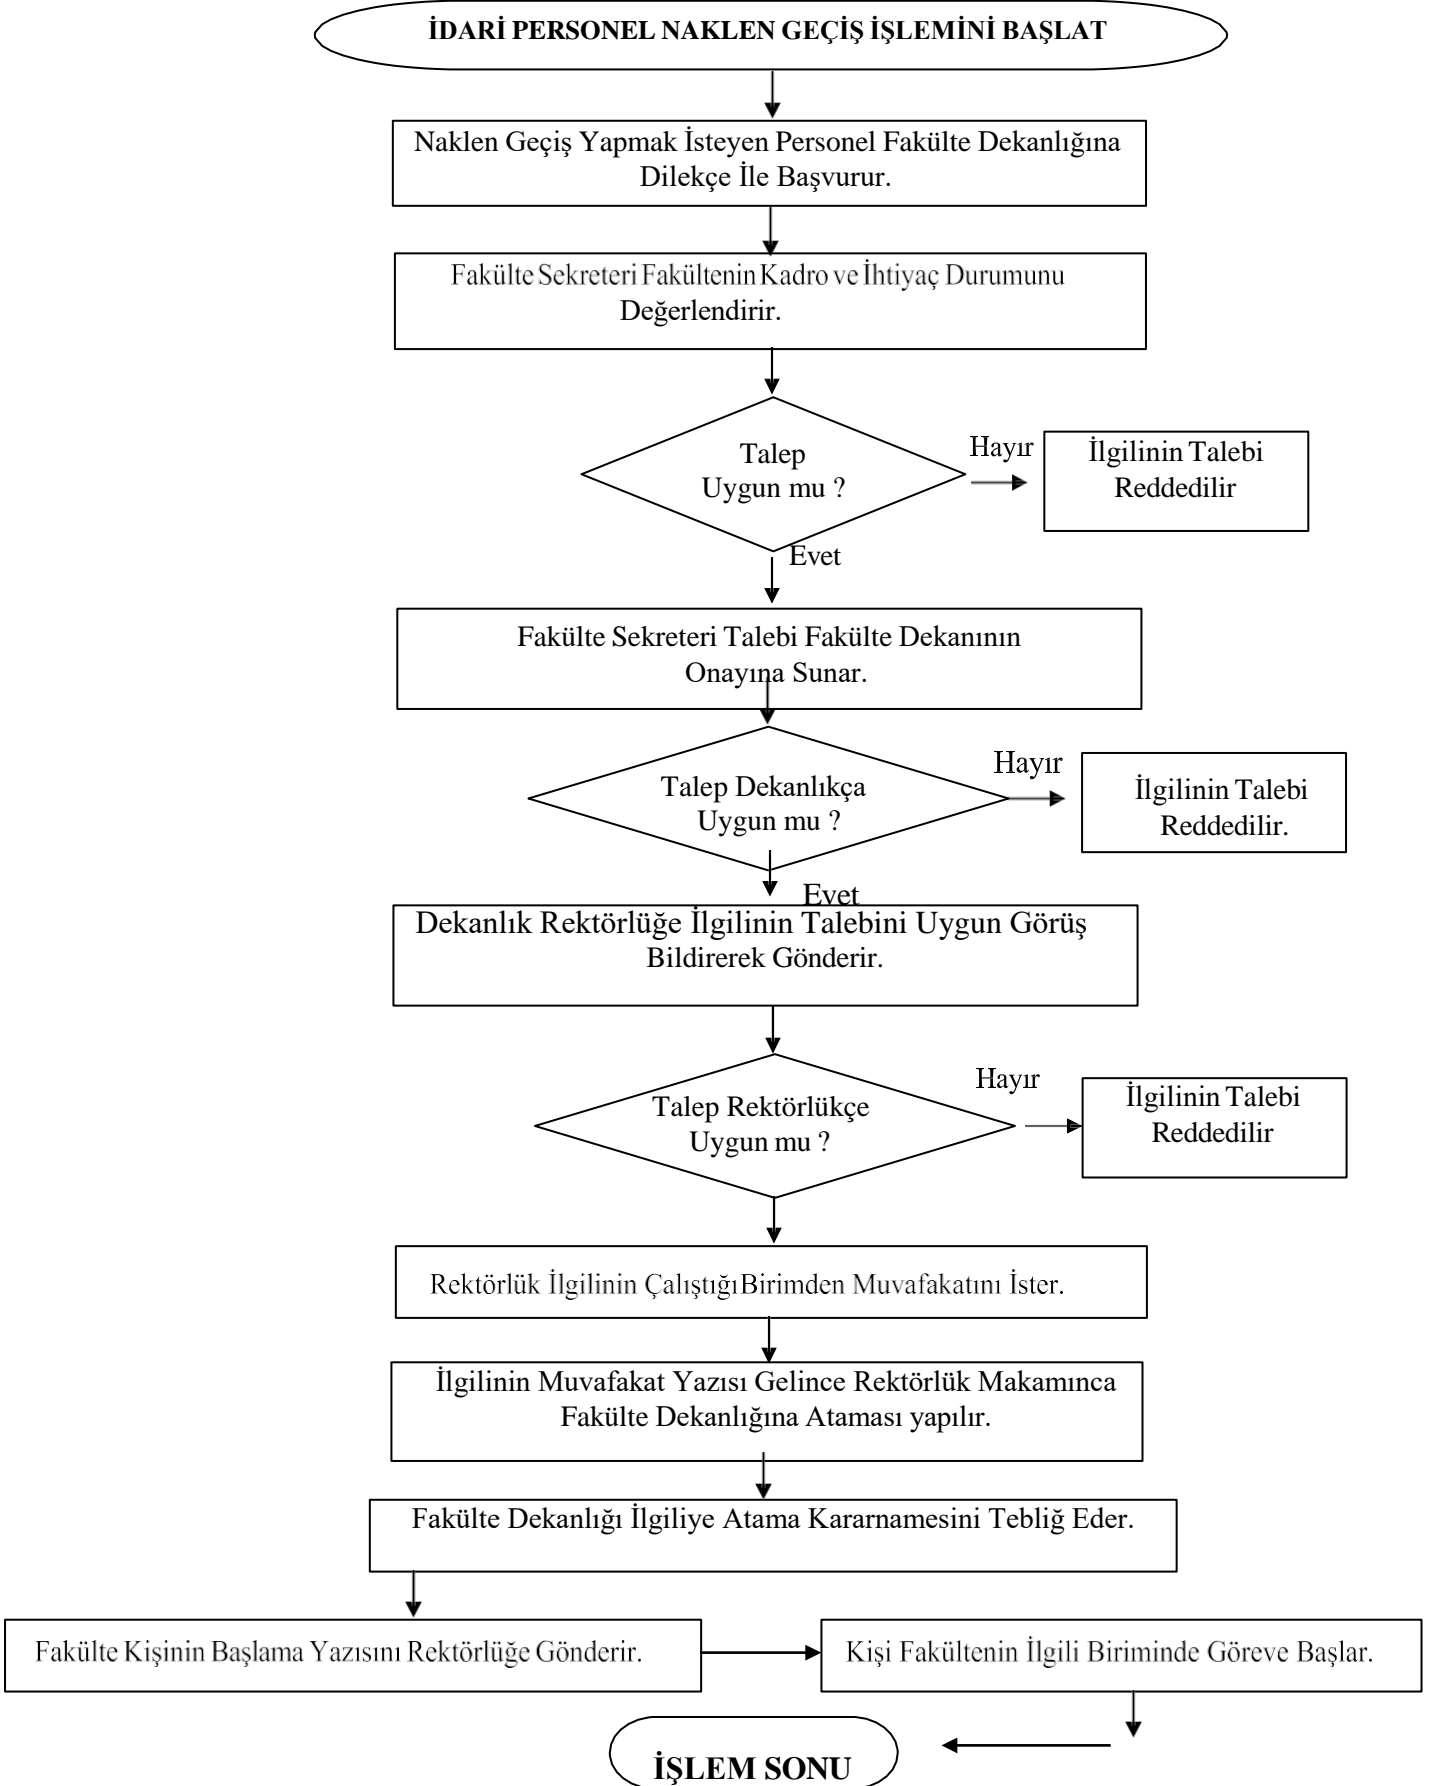 İDARİ PERSONEL NAKLEN GEÇİŞ İŞLEMİNİ BAŞLAT
Naklen Geçiş Yapmak İsteyen Personel Fakülte Dekanlığına
Dilekçe İle Başvurur.
Fakülte Sekreteri Fakültenin Kadro ve İhtiyaç Durumunu
Değerlendirir.
Talep
Uygun mu ?
Hayır
İlgilinin Talebi
Reddedilir
Evet
Fakülte Sekreteri Talebi Fakülte Dekanının
Onayına Sunar.
Talep Dekanlıkça
Uygun mu ?
Hayır
İlgilinin Talebi
Reddedilir.
Evet
Dekanlık Rektörlüğe İlgilinin Talebini Uygun Görüş
Bildirerek Gönderir.
Talep Rektörlükçe
Uygun mu ?
Hayır
İlgilinin Talebi
Reddedilir
Rektörlük İlgilinin Çalıştığı Birimden Muvafakatını İster.
İlgilinin Muvafakat Yazısı Gelince Rektörlük Makamınca
Fakülte Dekanlığına Ataması yapılır.
Fakülte Dekanlığı İlgiliye Atama Kararnamesini Tebliğ Eder.
Fakülte Kişinin Başlama Yazısını Rektörlüğe Gönderir.
Kişi Fakültenin İlgili Biriminde Göreve Başlar.
İŞLEM SONU